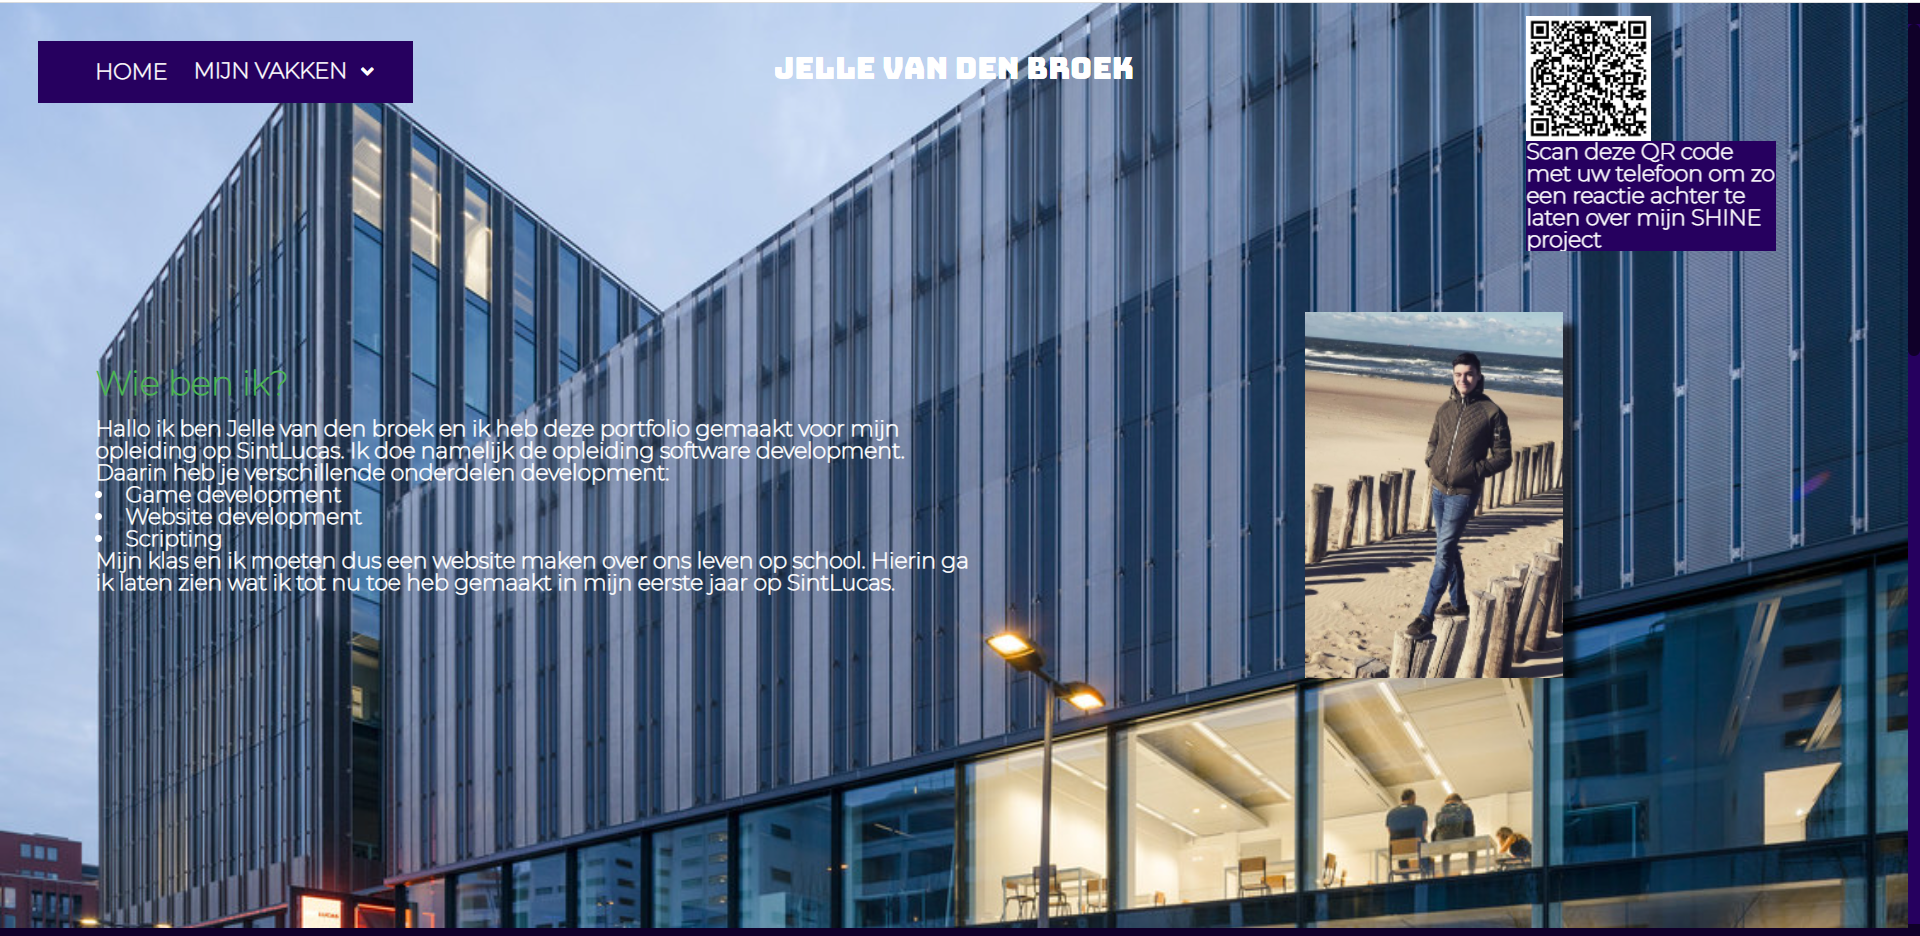 HOME MIJN VAKKEN
JELLE VAN DEN BROEK
Scan deze QR code
met uw telefoon om zo
een reactie achter te
laten over mijn SHINE
project
Wie ben ik?
Hallo ik ben Jelle van den broek en ik heb deze portfolio gemaakt voor mijn
opleiding op SintLucas. Ik doe namelijk de opleiding software development.
Daarin heb je verschillende onderdelen development:
• Game development
• Website development
• Scripting
Mijn klas en ik moeten dus een website maken over ons leven op school. Hierin ga
ik laten zien wat ik tot nu toe heb gemaakt in mijn eerste jaar op SintLucas.
LUCAS